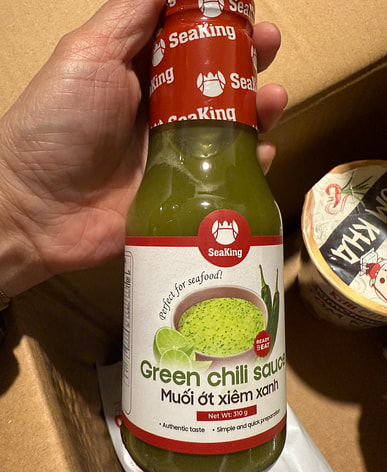 SeaKing
SeaKing
SeaKing
SeaKing
Perfect for seafood!
READY
TO
EAT
Green chili sauce
Muối ớt xiêm xanh
Net Wt: 310 g
• Authentic taste • Simple and quick preparation
KHA